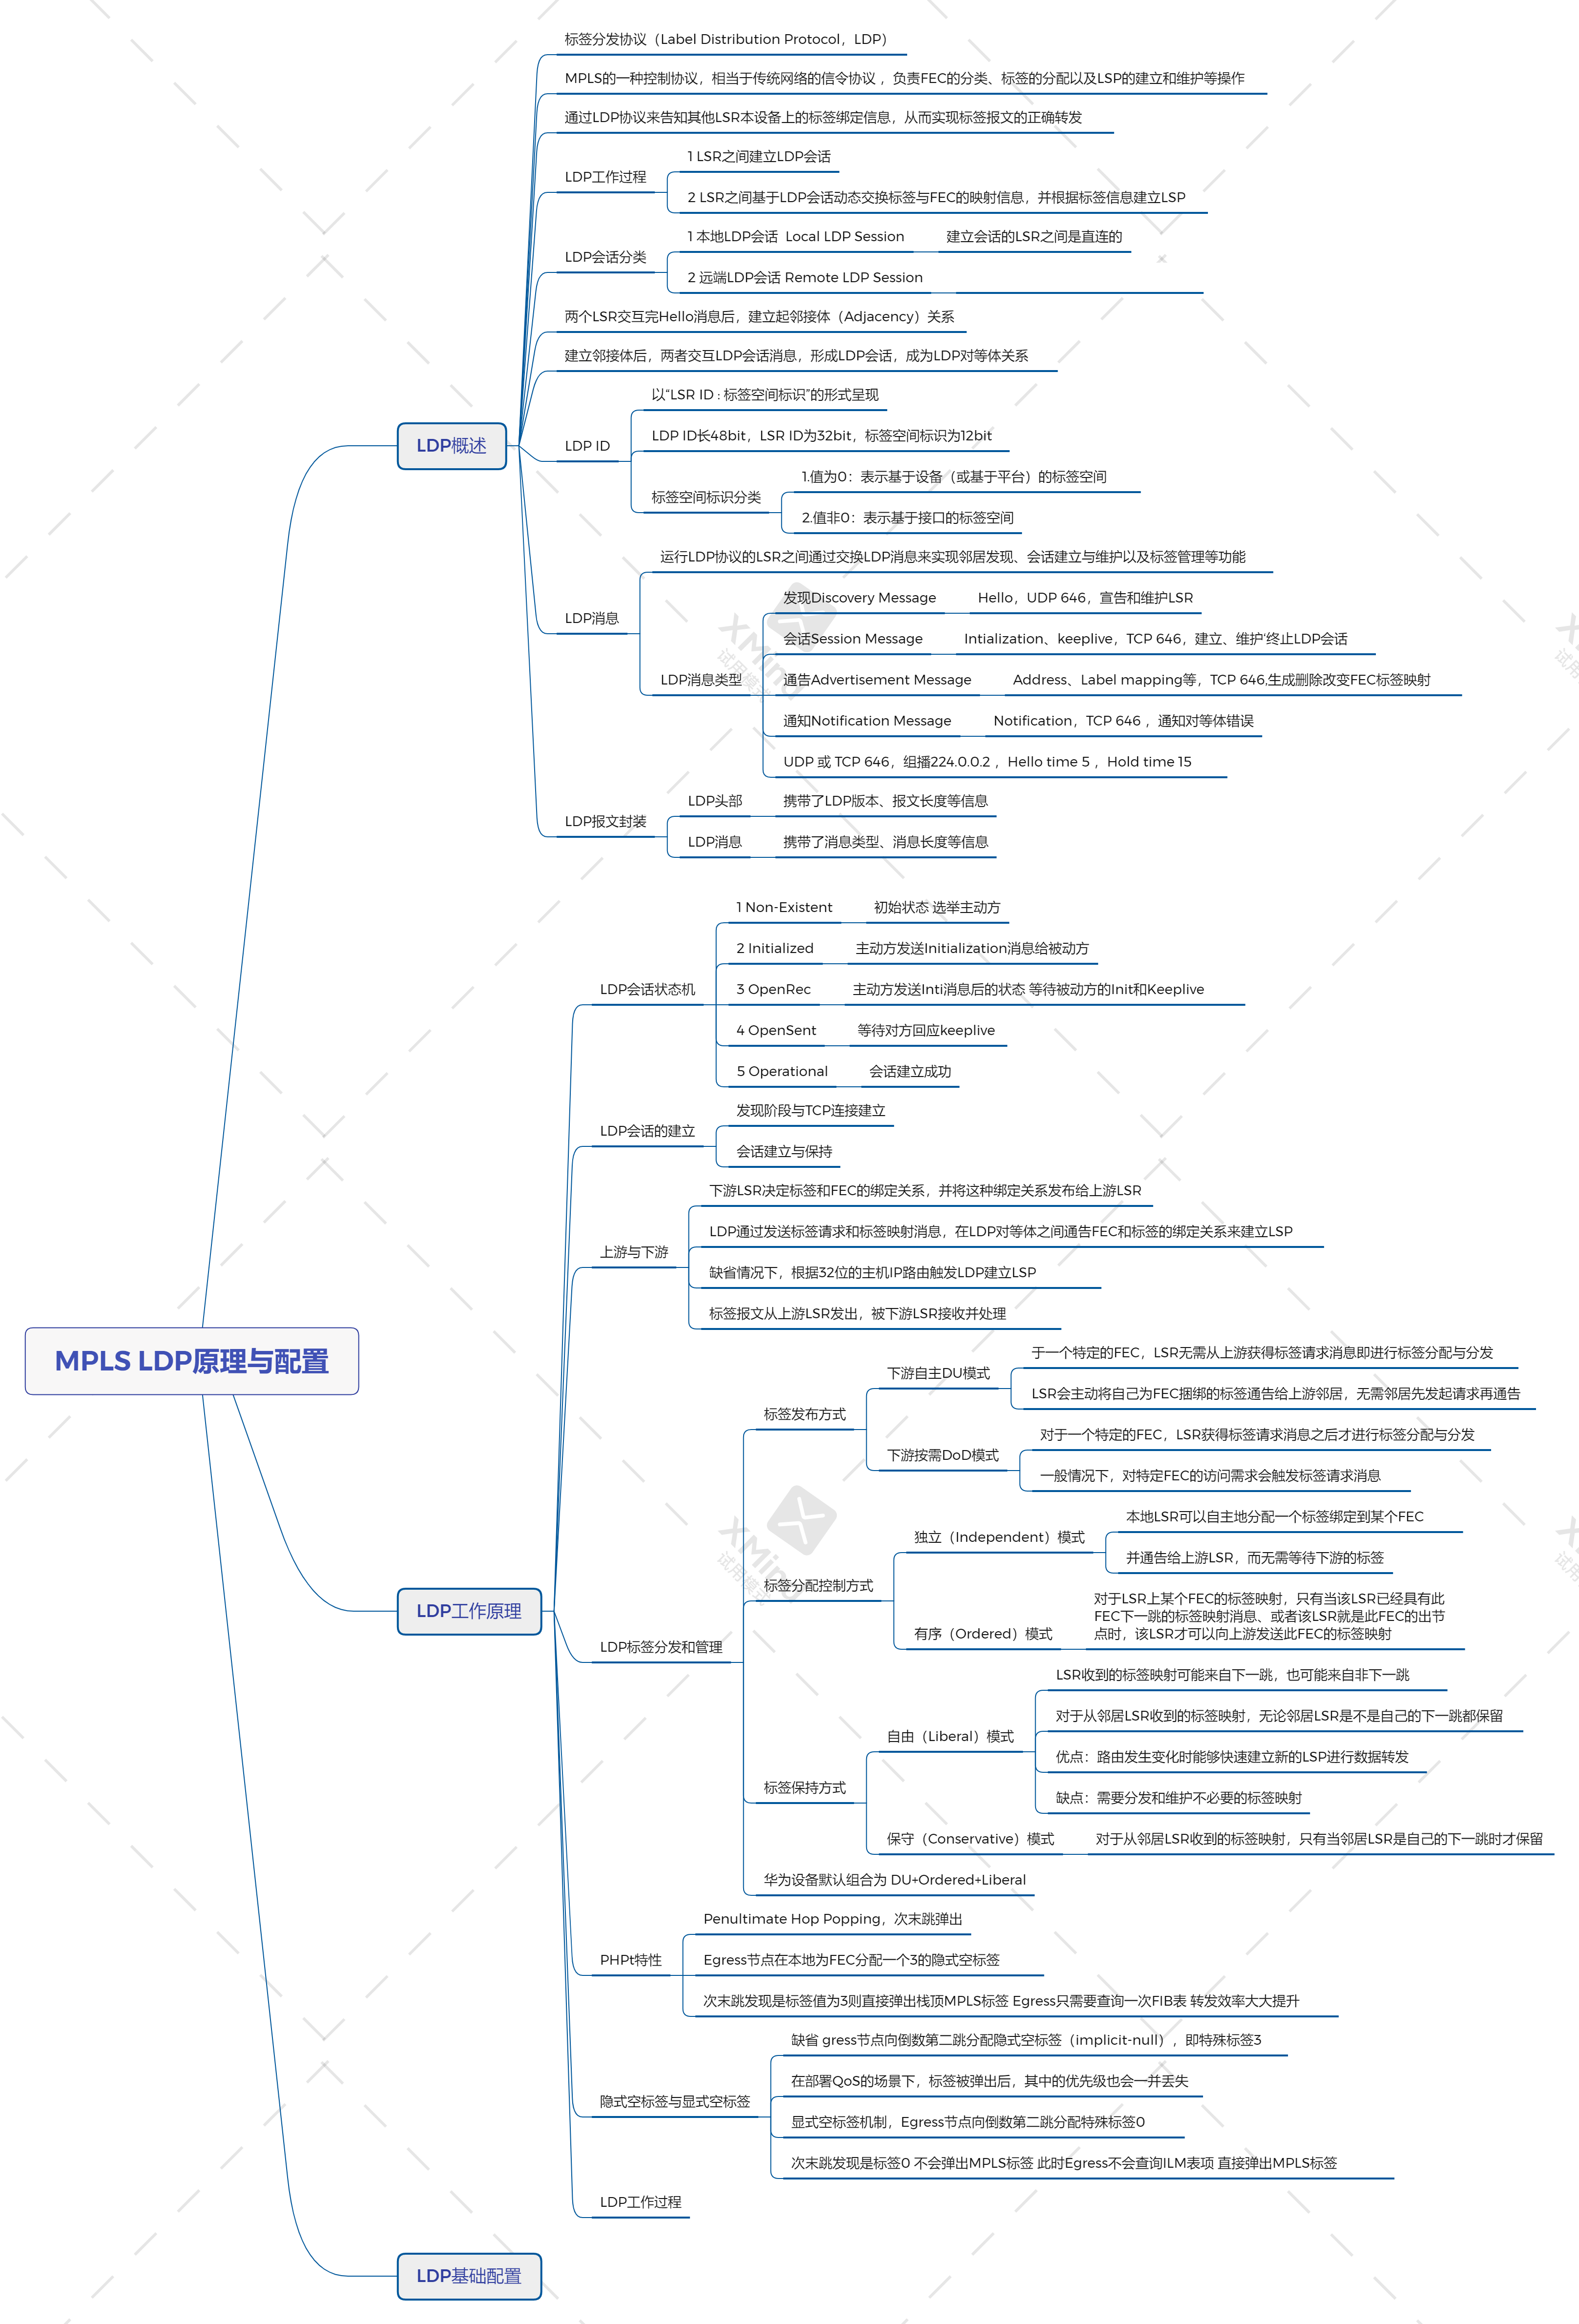 MPLS LDP原理与配置
LDP概述
标签分发协议（Label Distribution Protocol，LDP）
MPLS的一种控制协议，相当于传统网络的信令协议 ，负责FEC的分类、标签的分配以及LSP的建立和维护等操作
通过LDP协议来告知其他LSR本设备上的标签绑定信息，从而实现标签报文的正确转发
LDP工作过程
1 LSR之间建立LDP会话
2 LSR之间基于LDP会话动态交换标签与FEC的映射信息，并根据标签信息建立LSP
LDP会话分类
1 本地LDP会话  Local LDP Session
建立会话的LSR之间是直连的
2 远端LDP会话 Remote LDP Session
两个LSR交互完Hello消息后，建立起邻接体（Adjacency）关系
建立邻接体后，两者交互LDP会话消息，形成LDP会话，成为LDP对等体关系
LDP ID
以“LSR ID : 标签空间标识”的形式呈现
LDP ID长48bit，LSR ID为32bit，标签空间标识为12bit
标签空间标识分类
1.值为0：表示基于设备（或基于平台）的标签空间
2.值非0：表示基于接口的标签空间
LDP消息
运行LDP协议的LSR之间通过交换LDP消息来实现邻居发现、会话建立与维护以及标签管理等功能
LDP消息类型
发现Discovery Message
Hello，UDP 646，宣告和维护LSR
会话Session Message
Intialization、keeplive，TCP 646，建立、维护‘终止LDP会话
通告Advertisement Message
Address、Label mapping等，TCP 646,生成删除改变FEC标签映射
通知Notification Message
Notification，TCP 646 ，通知对等体错误
UDP 或 TCP 646，组播224.0.0.2 ，Hello time 5 ，Hold time 15
LDP报文封装
LDP头部
携带了LDP版本、报文长度等信息
LDP消息
携带了消息类型、消息长度等信息
LDP工作原理
LDP会话状态机
1 Non-Existent
初始状态 选举主动方
2 Initialized
主动方发送Initialization消息给被动方
3 OpenRec
主动方发送Inti消息后的状态 等待被动方的Init和Keeplive
4 OpenSent
等待对方回应keeplive
5 Operational
会话建立成功
LDP会话的建立
发现阶段与TCP连接建立
会话建立与保持
上游与下游
下游LSR决定标签和FEC的绑定关系，并将这种绑定关系发布给上游LSR
LDP通过发送标签请求和标签映射消息，在LDP对等体之间通告FEC和标签的绑定关系来建立LSP
缺省情况下，根据32位的主机IP路由触发LDP建立LSP
标签报文从上游LSR发出，被下游LSR接收并处理
LDP标签分发和管理
标签发布方式
下游自主DU模式
于一个特定的FEC，LSR无需从上游获得标签请求消息即进行标签分配与分发
LSR会主动将自己为FEC捆绑的标签通告给上游邻居，无需邻居先发起请求再通告
下游按需DoD模式
对于一个特定的FEC，LSR获得标签请求消息之后才进行标签分配与分发
一般情况下，对特定FEC的访问需求会触发标签请求消息
标签分配控制方式
独立（Independent）模式
本地LSR可以自主地分配一个标签绑定到某个FEC
并通告给上游LSR，而无需等待下游的标签
有序（Ordered）模式
对于LSR上某个FEC的标签映射，只有当该LSR已经具有此
FEC下一跳的标签映射消息、或者该LSR就是此FEC的出节
点时，该LSR才可以向上游发送此FEC的标签映射
标签保持方式
自由（Liberal）模式
LSR收到的标签映射可能来自下一跳，也可能来自非下一跳
对于从邻居LSR收到的标签映射，无论邻居LSR是不是自己的下一跳都保留
优点：路由发生变化时能够快速建立新的LSP进行数据转发
缺点：需要分发和维护不必要的标签映射
保守（Conservative）模式
对于从邻居LSR收到的标签映射，只有当邻居LSR是自己的下一跳时才保留
华为设备默认组合为 DU+Ordered+Liberal
PHPt特性
Penultimate Hop Popping，次末跳弹出
Egress节点在本地为FEC分配一个3的隐式空标签
次末跳发现是标签值为3则直接弹出栈顶MPLS标签 Egress只需要查询一次FIB表 转发效率大大提升
隐式空标签与显式空标签
缺省 gress节点向倒数第二跳分配隐式空标签（implicit-null），即特殊标签3
在部署QoS的场景下，标签被弹出后，其中的优先级也会一并丢失
显式空标签机制，Egress节点向倒数第二跳分配特殊标签0
次末跳发现是标签0 不会弹出MPLS标签 此时Egress不会查询ILM表项 直接弹出MPLS标签
LDP工作过程
LDP基础配置
XMind
试用模式
XMind
试用模式